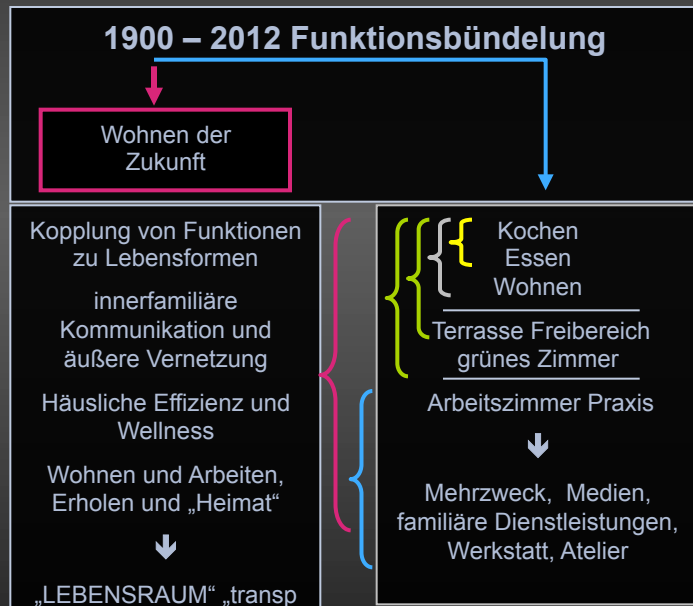 1900 – 2012 Funktionsbündelung
Wohnen der
Zukunft
Kopplung von Funktionen
zu Lebensformen
innerfamiliäre
Kommunikation und
äußere Vernetzung
Häusliche Effizienz und
Wellness
Wohnen und Arbeiten,
Erholen und „Heimat“
„LEBENSRAUM“ „transp
Kochen
Essen
Wohnen
Terrasse Freibereich
grünes Zimmer
Arbeitszimmer Praxis
Mehrzweck, Medien,
familiäre Dienstleistungen,
Werkstatt, Atelier